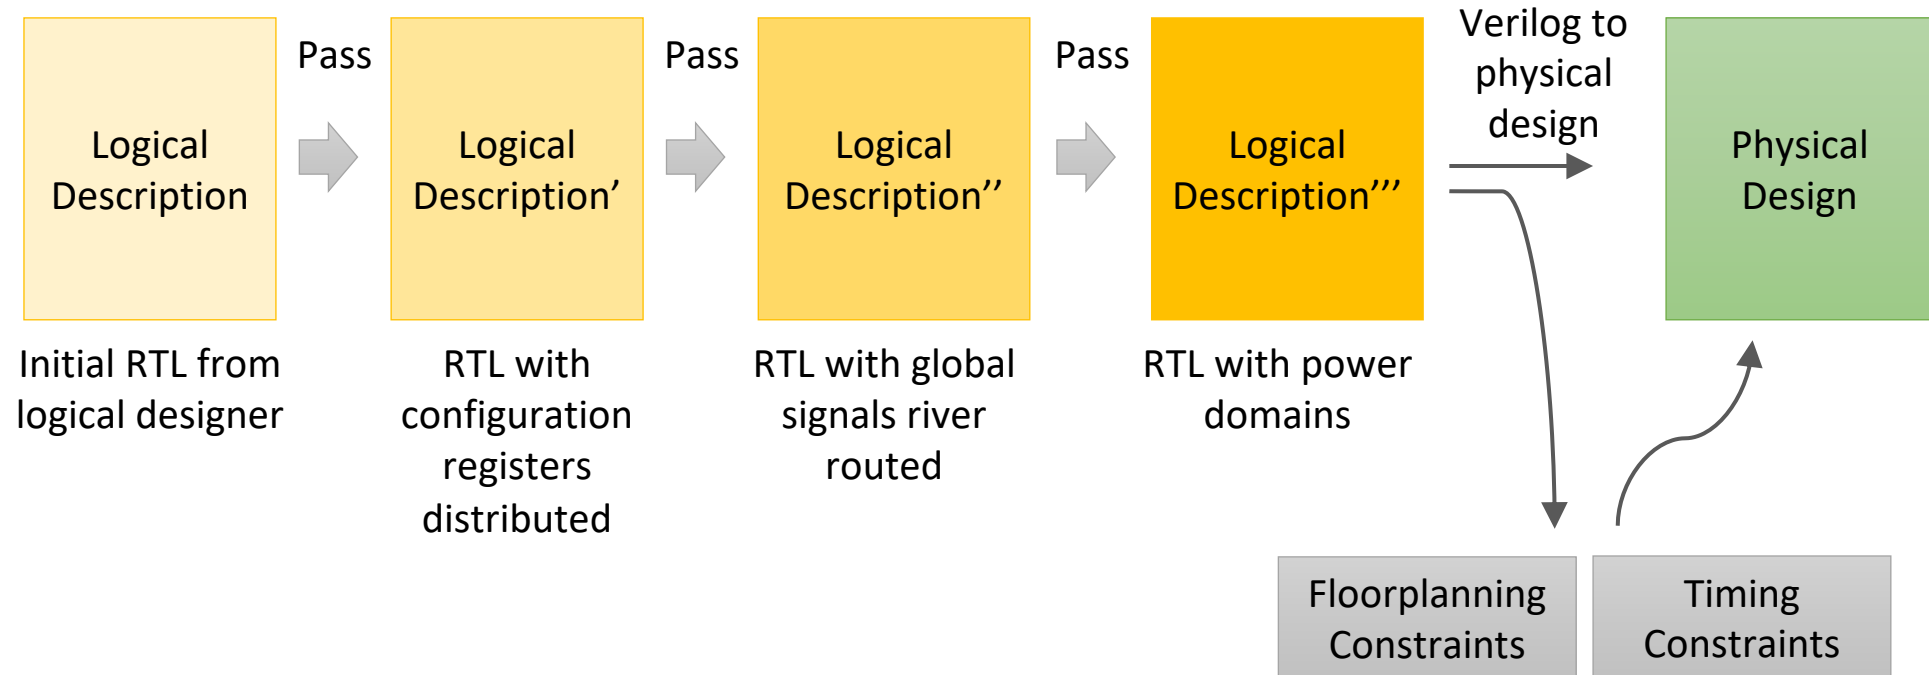 Logical
Description
Initial RTL from
logical designer
Pass
Logical
Description’
RTL with
configuration
registers
distributed
Pass
Logical
Description’’
RTL with global
signals river
routed
Pass
Logical
Description’’’
RTL with power
domains
Verilog to
physical
design
Physical
Design
Floorplanning
Constraints
Timing
Constraints